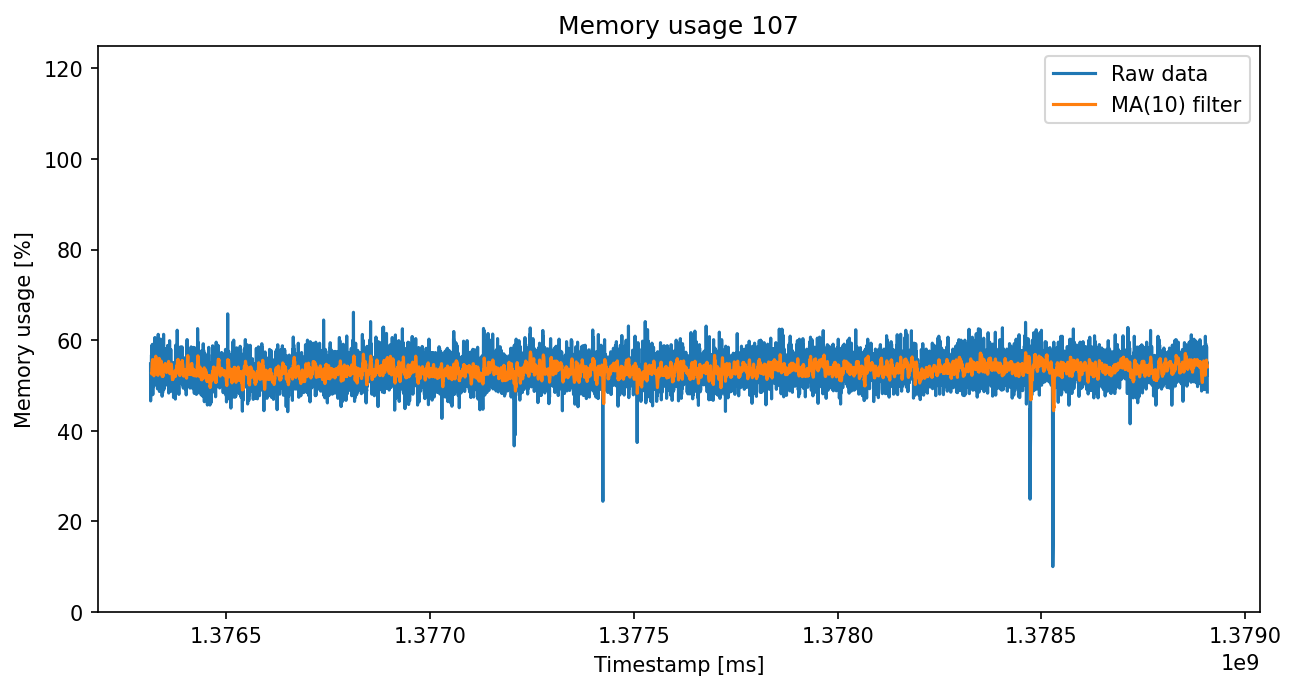 Memory usage 107
Raw data
MA(10) filter
Memory usage [%]
120
100
80
60
40
20
0
1.3765 1.3770 1.3775 1.3780 1.3785 1.3790
1e9
Timestamp [ms]